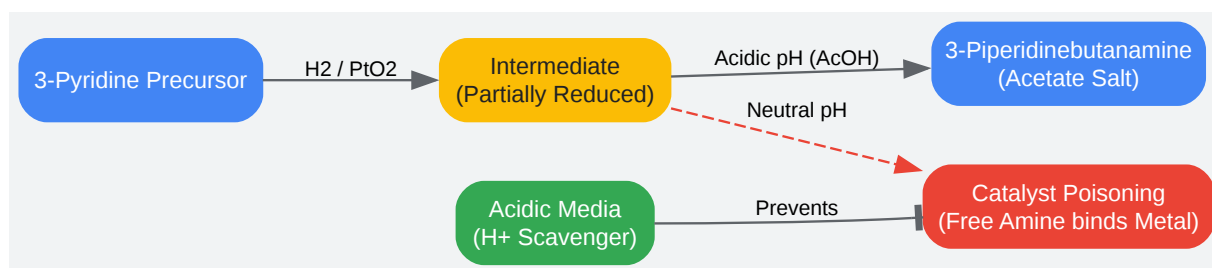 3-Pyridine Precursor
H2 / PtO2
Intermediate
(Partially Reduced)
Acidic pH (AcOH)
3-Piperidinebutanamine
(Acetate Salt)
Neutral pH
Acidic Media
(H+ Scavenger)
Prevents
Catalyst Poisoning
(Free Amine binds Metal)